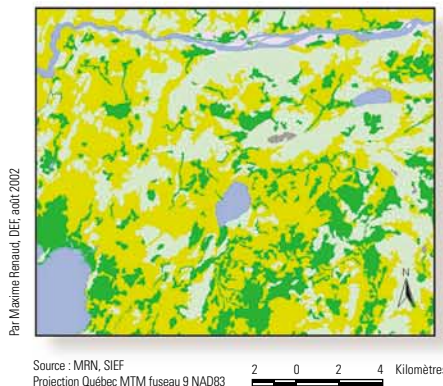 Par Maxime Renaud, DEF, août 2002
N
Source : MRN, SIEF
Projection Québec MTM fuseau 9 NAD83
2 0 2 4 Kilomètres